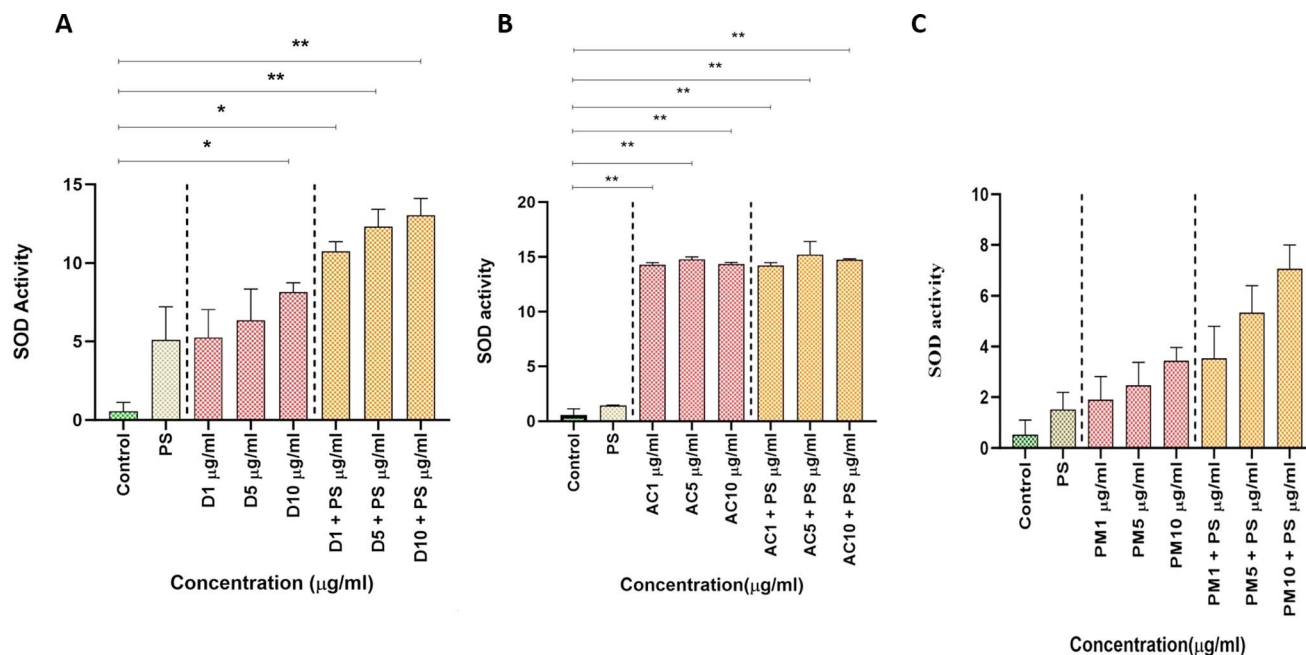 A
**
**
*
*
SOD Activity
15
10
5
0
Control
PS
D1 µg/ml
D5 µg/ml
D10 µg/ml
D1 + PS µg/ml
D5 + PS µg/ml
D10 + PS µg/ml
Concentration (µg/ml)
B
**
**
**
**
**
**
SOD activity
20
15
10
5
0
Control
PS
AC1 µg/ml
AC5 µg/ml
AC10 µg/ml
AC1 + PS µg/ml
AC5 + PS µg/ml
AC10 + PS µg/ml
Concentration(µg/ml)
C
SOD activity
10
8
6
4
2
0
Control
PS
PM1 µg/ml
PM5 µg/ml
PM10 µg/ml
PM1 + PS µg/ml
PM5 + PS µg/ml
PM10 + PS µg/ml
Concentration(µg/ml)